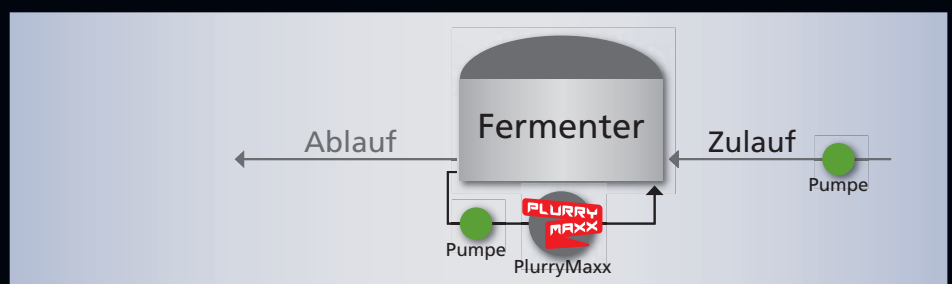 Fermenter
Ablauf
Zulauf
Pumpe
PLURRY
MAXX
Pumpe
PlurryMaxx